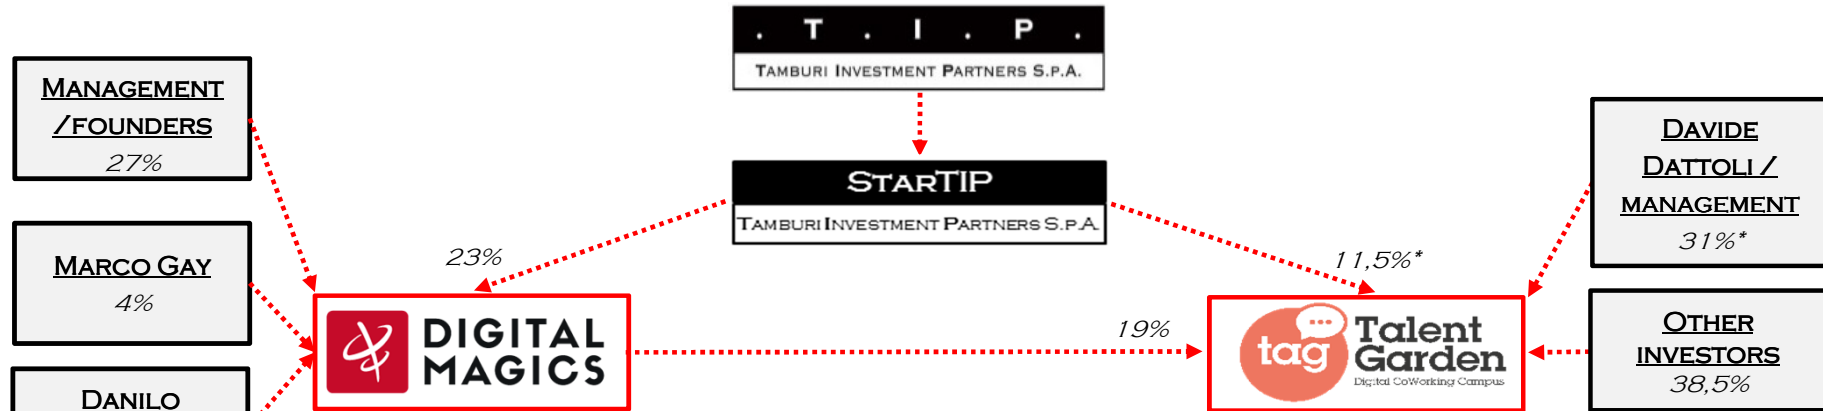 . T . I . P .
TAMBURI INVESTMENT PARTNERS S.P.A.
MANAGEMENT
/FOUNDERS
27%
STARTIP
TAMBURI INVESTMENT PARTNERS S.P.A.
DAVIDE
DATTOLI /
MANAGEMENT
31%*
MARCO GAY
4%
23%
11,5%*
DIGITAL
MAGICS
19%
tag
Talent
Garden
Digital CoWorking Campus
OTHER
INVESTORS
38,5%
DANILO